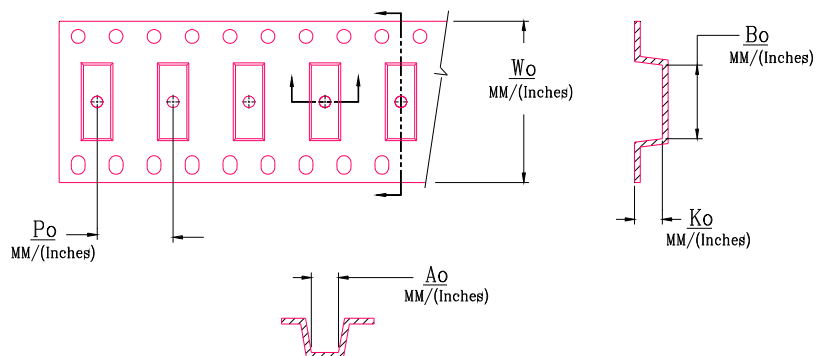 Wo
MM/(Inches)
Bo
MM/(Inches)
Po
MM/(Inches)
Ko
MM/(Inches)
Ao
MM/(Inches)